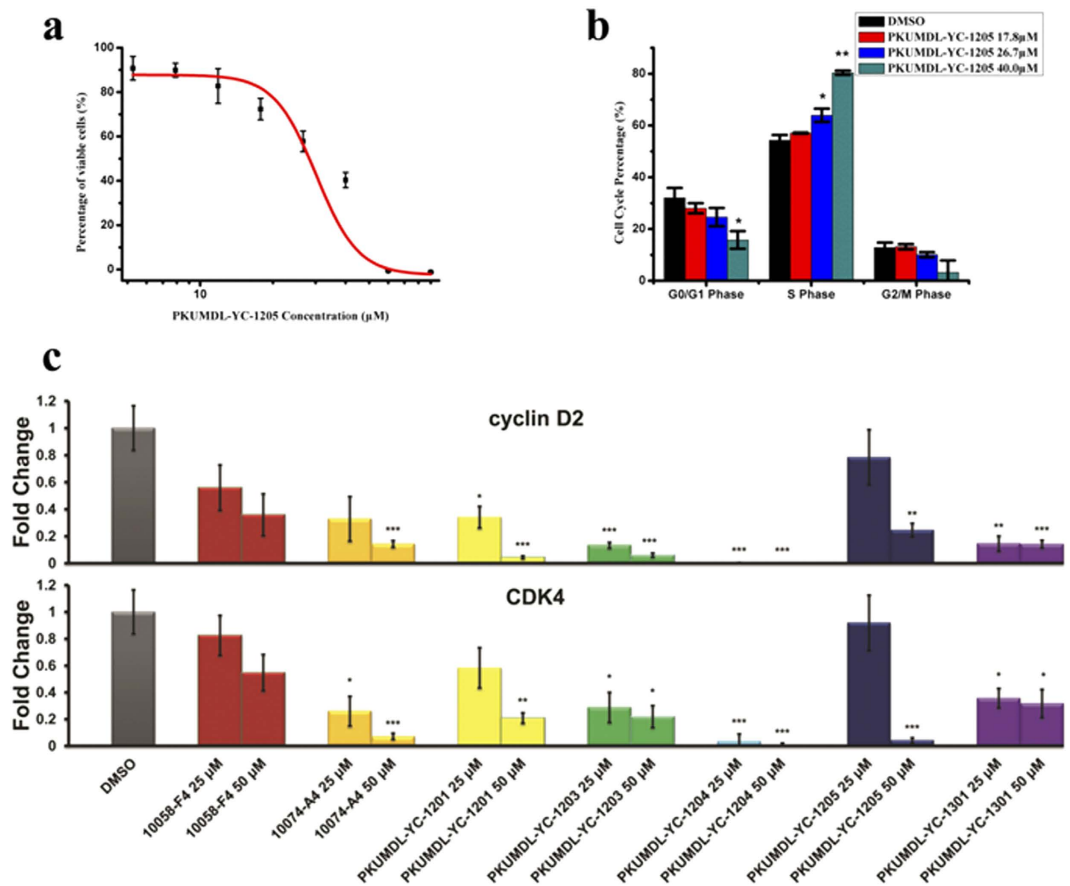 a
100
80
60
40
20
0
Percentage of viable cells (%)
10
PKUMDL-YC-1205 Concentration (μM)
b
DMSO
PKUMDL-YC-1205 17.8μM
PKUMDL-YC-1205 26.7μM
PKUMDL-YC-1205 40.0μM
80
60
40
20
0
Cell Cycle Percentage (%)
*
*
**
G0/G1 Phase
S Phase
G2/M Phase
c
cyclin D2
Fold Change
1.2
1
0.8
0.6
0.4
0.2
0
***
*
***
***
***
***
***
**
**
***
CDK4
Fold Change
1.2
1
0.8
0.6
0.4
0.2
0
*
***
**
*
*
***
***
***
*
*
DMSO
10058-F4 25 μM
10058-F4 50 μM
10074-A4 25 μM
10074-A4 50 μM
PKUMDL-YC-1201 25 μM
PKUMDL-YC-1201 50 μM
PKUMDL-YC-1203 25 μM
PKUMDL-YC-1203 50 μM
PKUMDL-YC-1204 25 μM
PKUMDL-YC-1204 50 μM
PKUMDL-YC-1205 25 μM
PKUMDL-YC-1205 50 μM
PKUMDL-YC-1301 25 μM
PKUMDL-YC-1301 50 μM